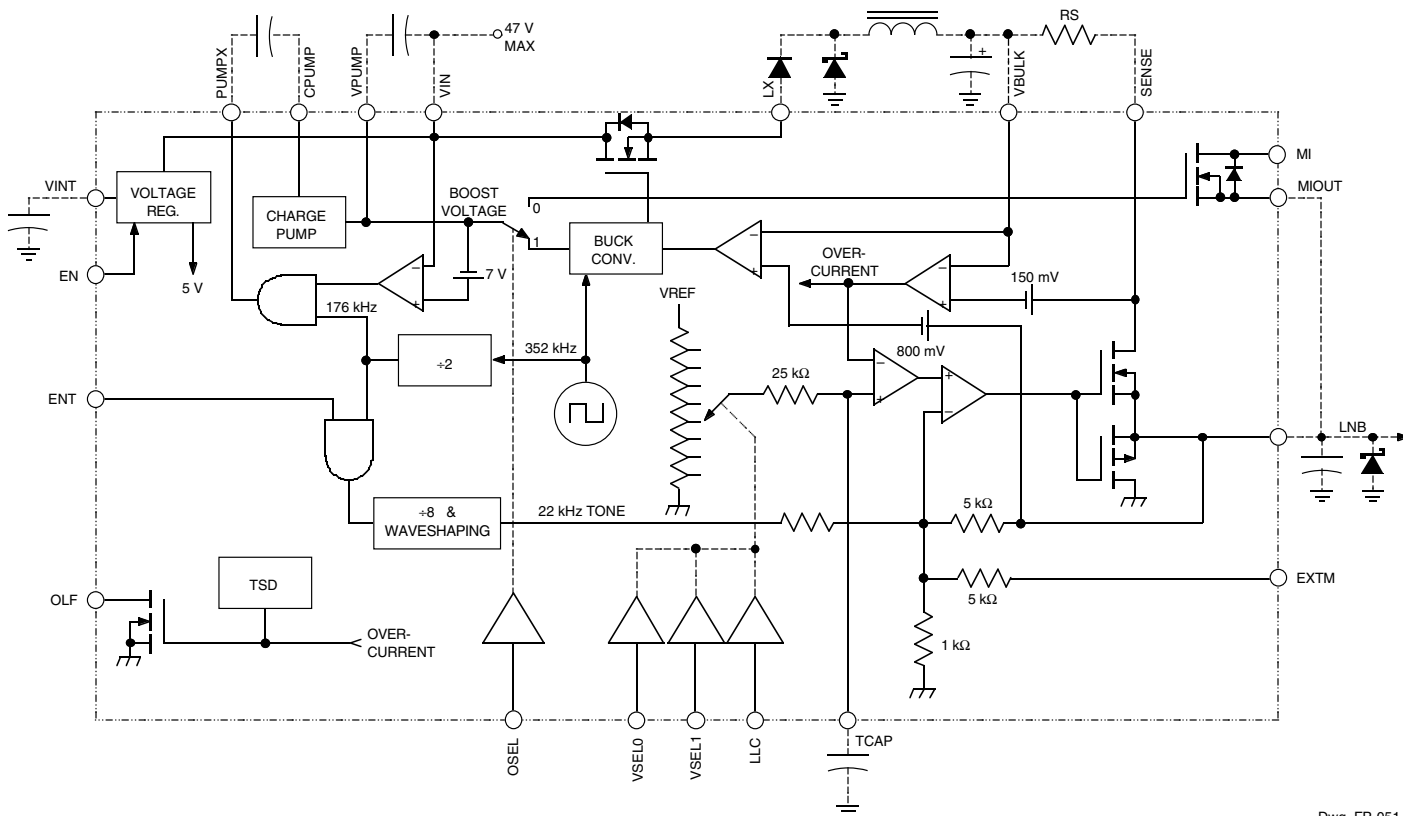 47 V
MAX
RS
PUMPX
CPUMP
VPUMP
VIN
LX
+
VBULK
SENSE
MI
MIOUT
VINT
VOLTAGE
REG.
CHARGE
PUMP
BOOST
VOLTAGE
0
1
BUCK
CONV.
−
+
OVER-
CURRENT
−
+
150 mV
EN
5 V
−
+
7 V
176 kHz
VREF
÷2
352 kHz
25 kΩ
800 mV
−
+
+
−
ENT
LNB
÷8 &
WAVESHAPING
22 kHz TONE
5 kΩ
5 kΩ
EXTM
TSD
OLF
OVER-
CURRENT
1 kΩ
OSEL
VSEL0
VSEL1
LLC
TCAP